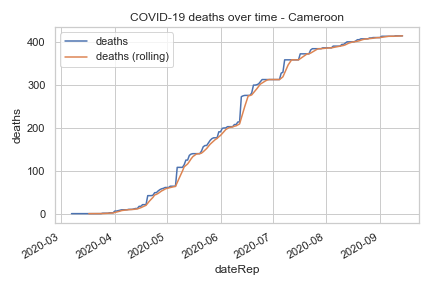 COVID-19 deaths over time - Cameroon
deaths
deaths (rolling)
400
300
200
100
0
deaths
2020-03
2020-04
2020-05
2020-06
2020-07
2020-08
2020-09
dateRep